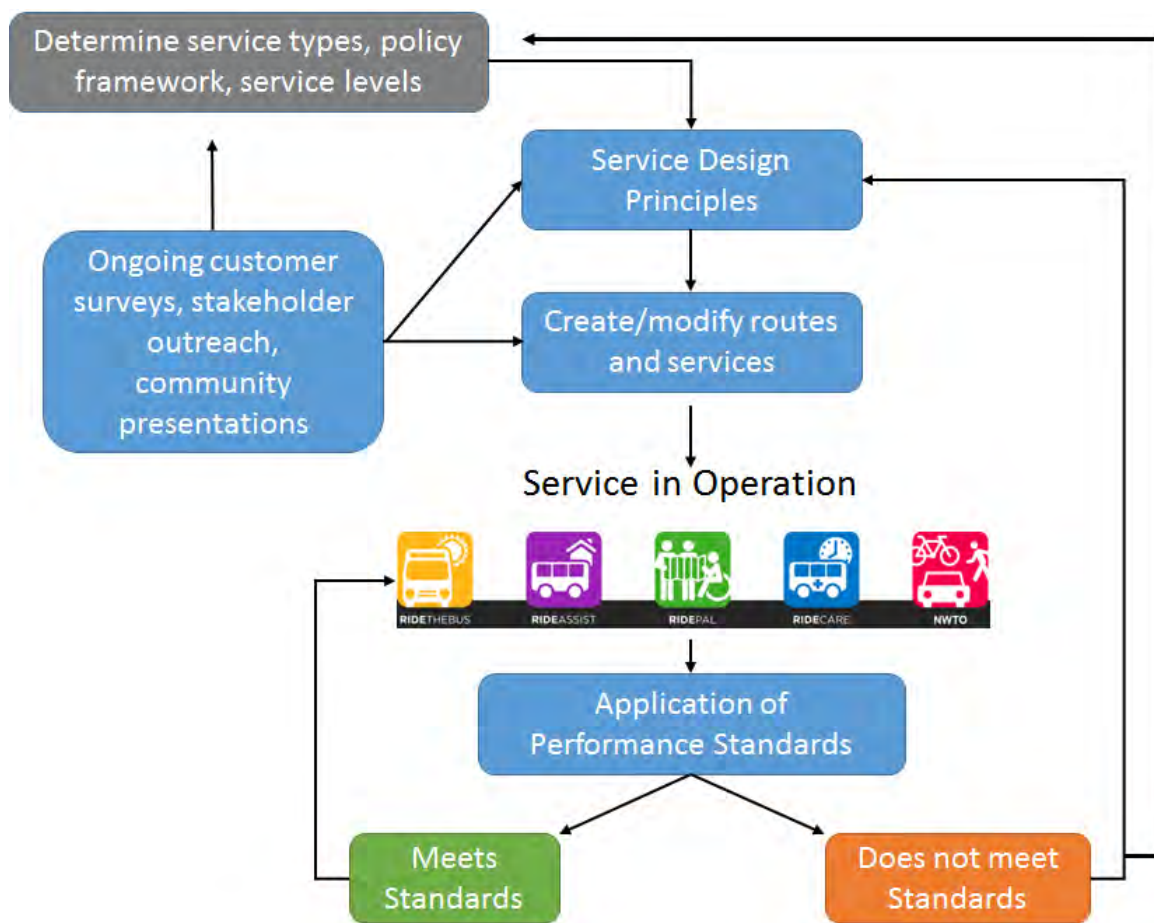 Determine service types, policy
framework, service levels
Service Design
Principles
Ongoing customer
surveys, stakeholder
outreach,
community
presentations
Create/modify routes
and services
Service in Operation
RIDETHEBUS
RIDEASSIST
RIDEPAL
RIDECARE
NWTO
Application of
Performance Standards
Meets
Standards
Does not meet
Standards